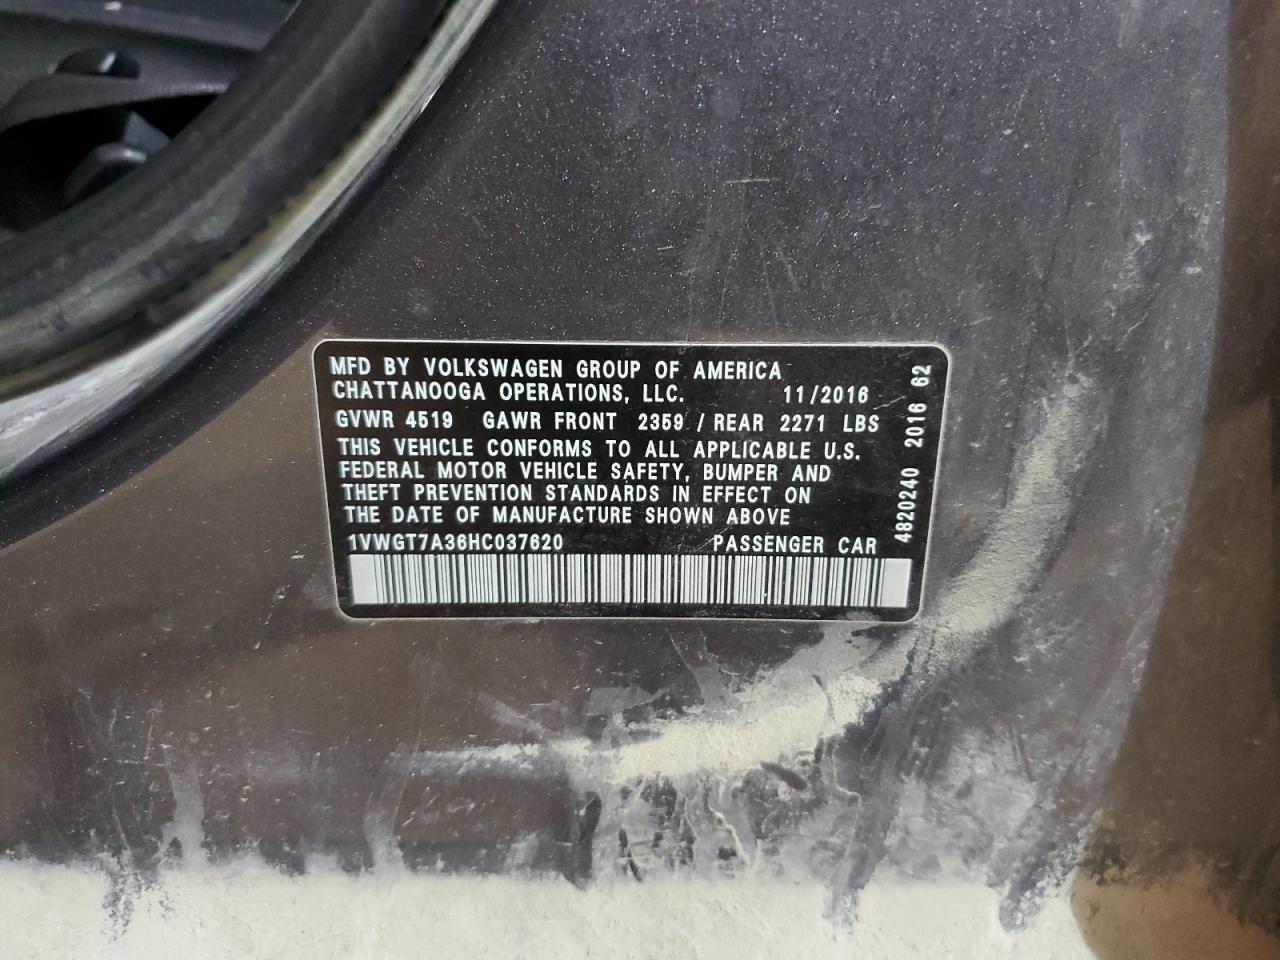 MFD BY VOLKSWAGEN GROUP OF AMERICA
CHATTANOOGA OPERATIONS, LLC. 11/2016
GVWR 4519 GAWR FRONT 2359 / REAR 2271 LBS
THIS VEHICLE CONFORMS TO ALL APPLICABLE U.S.
FEDERAL MOTOR VEHICLE SAFETY, BUMPER AND
THEFT PREVENTION STANDARDS IN EFFECT ON
THE DATE OF MANUFACTURE SHOWN ABOVE
1VWGT7A36HC037620 PASSENGER CAR
4820240 2016 62